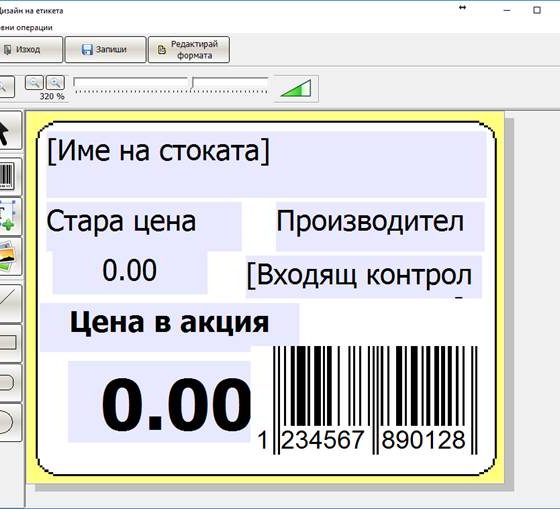 Дизайн на етикета
вни операции
Изход
Запиши
Редактирай
формата
320 %
[Име на стоката]
Стара цена
Производител
0.00
[Входящ контрол
Цена в акция
0.00
1 234567 890128